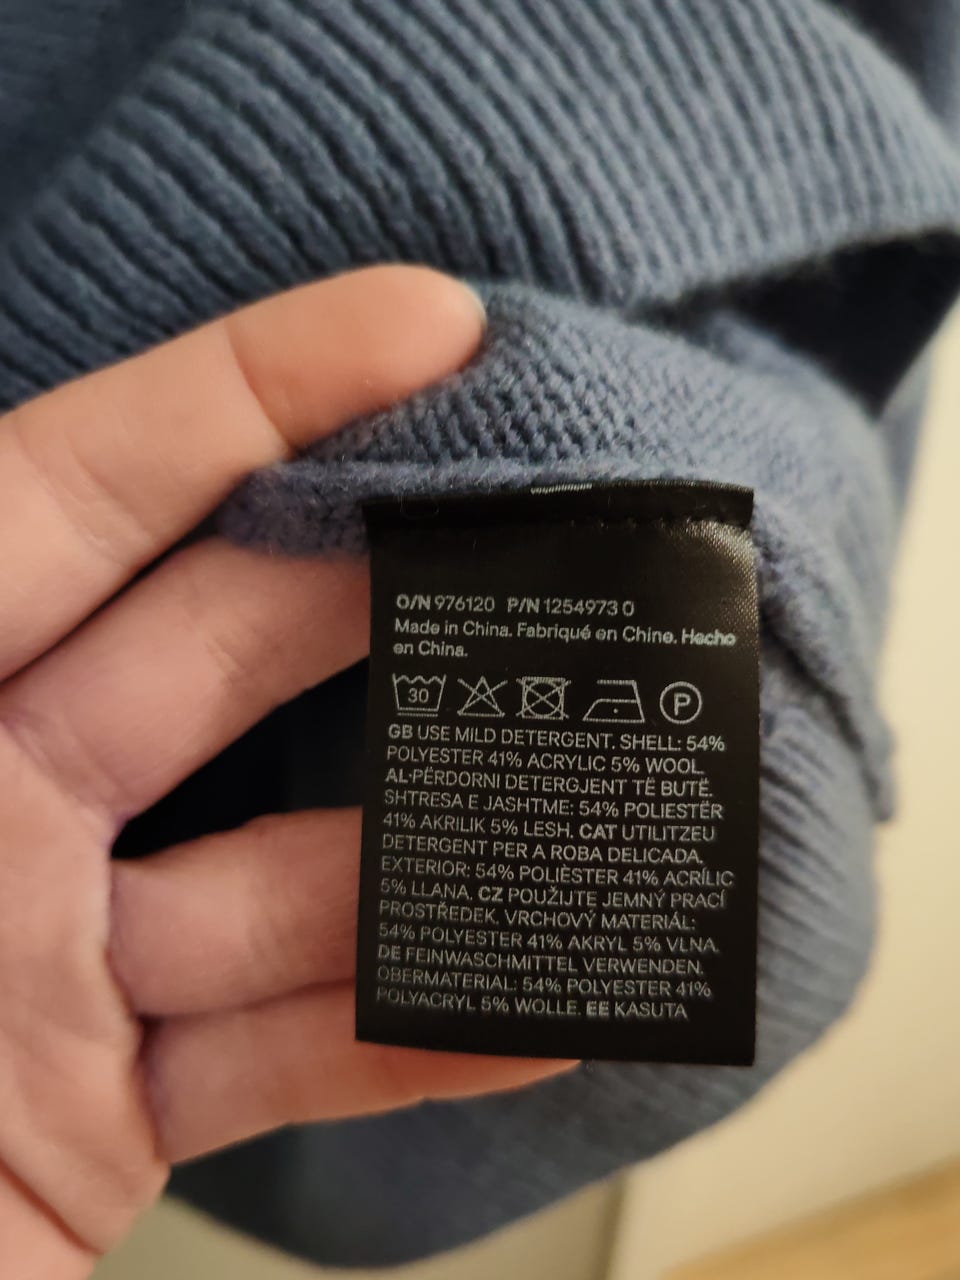 O/N 976120 P/N 1254973 0
Made in China. Fabriqué en Chine. Hecho
en China.
30
P
GB USE MILD DETERGENT. SHELL: 54%
POLYESTER 41% ACRYLIC 5% WOOL.
AL-PËRDORNI DETERGJENT TË BUTË.
SHTRESA E JASHTME: 54% POLIESTËR
41% AKRILIK 5% LESH. CAT UTILITZEU
DETERGENT PER A ROBA DELICADA.
EXTERIOR: 54% POLIÈSTER 41% ACRÍLIC
5% LLANA. CZ POUŽIJTE JEMNÝ PRACÍ
PROSTŘEDEK. VRCHOVÝ MATERIÁL:
54% POLYESTER 41% AKRYL 5% VLNA.
DE FEINWASCHMITTEL VERWENDEN.
OBERMATERIAL: 54% POLYESTER 41%
POLYACRYL 5% WOLLE. EE KASUTA